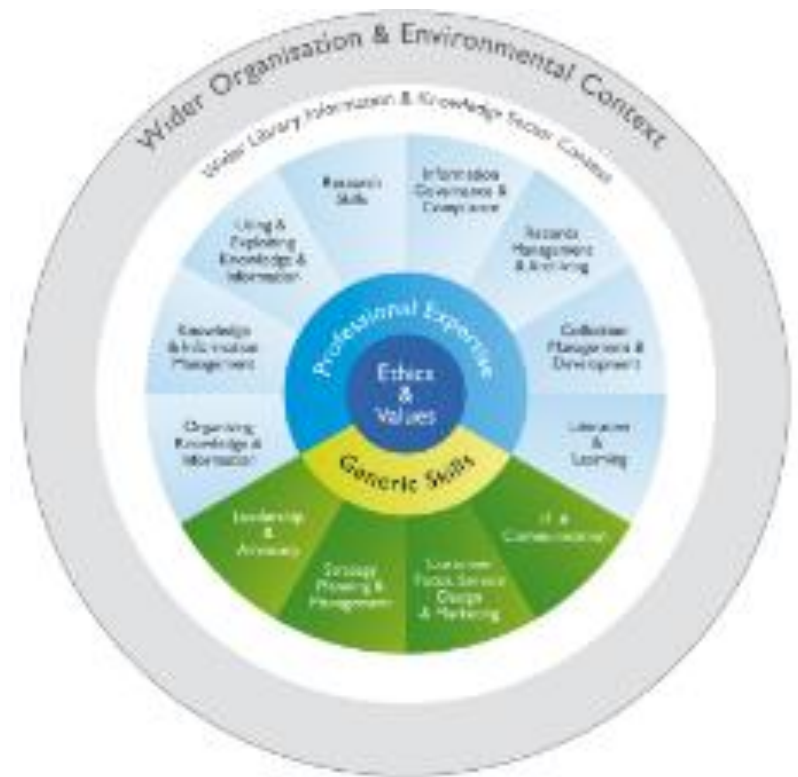 Wider Organisation & Environmental Context
Wider Library Information & Knowledge Sector Context
Research
Skills
Information
Governance &
Compliance
Records
Management
& Archiving
Collection
Management &
Development
Literacies
&
Learning
IT &
Communication
Customer
Focus, Service
Design
& Marketing
Strategy
Planning &
Management
Leadership
&
Advocacy
Organising
Knowledge &
Information
Knowledge
& Information
Management
Using &
Exploiting
Knowledge &
Information
Professional Expertise
Ethics
&
Values
Generic Skills